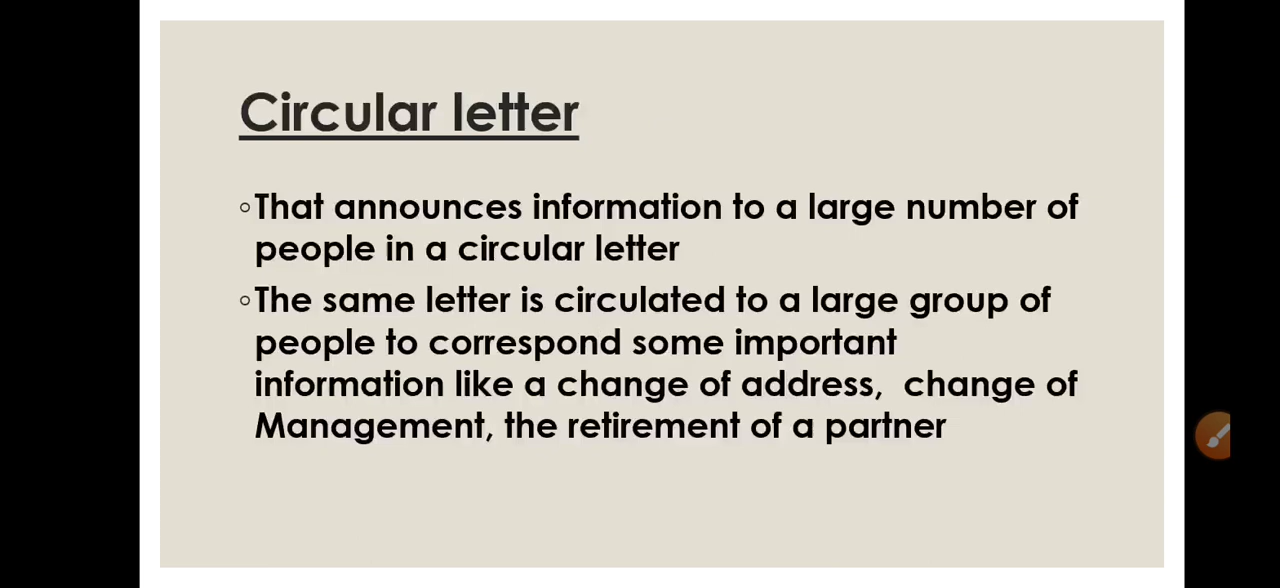 Circular letter
◦That announces information to a large number of
people in a circular letter
◦The same letter is circulated to a large group of
people to correspond some important
information like a change of address,  change of
Management, the retirement of a partner